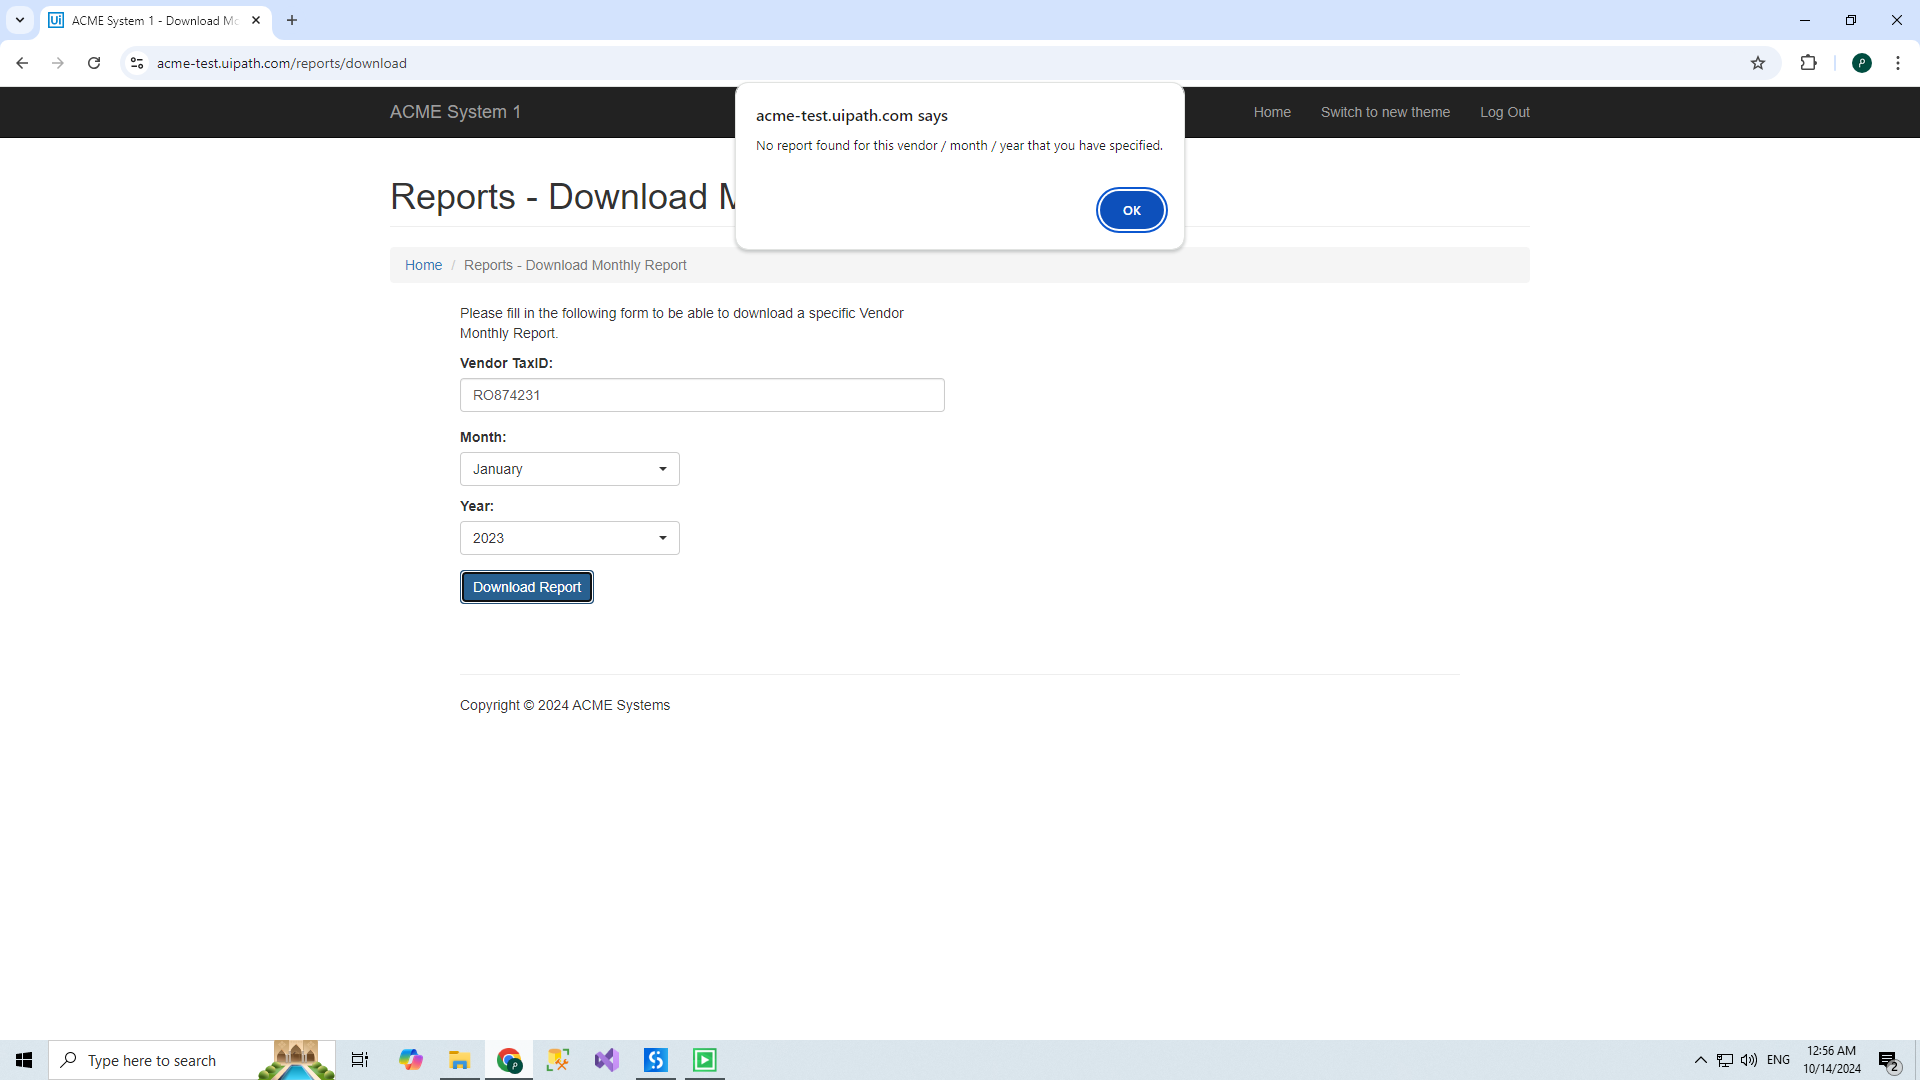 ACME System 1 - Download Mo
acme-test.uipath.com/reports/download
acme-test.uipath.com says
No report found for this vendor / month / year that you have specified.
OK
ACME System 1
Home
Switch to new theme
Log Out
Reports - Download M
Home / Reports - Download Monthly Report
Please fill in the following form to be able to download a specific Vendor
Monthly Report.
Vendor TaxID:
RO874231
Month:
January
Year:
2023
Download Report
Copyright © 2024 ACME Systems
Type here to search
ENG
12:56 AM
10/14/2024
2